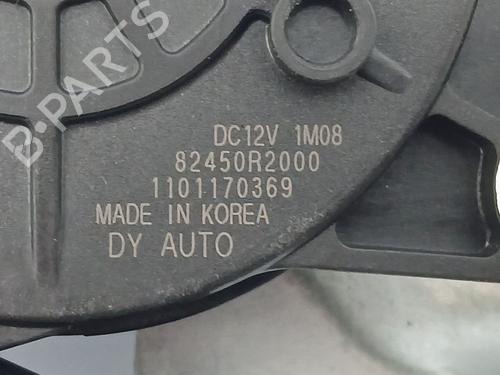 B-PARTS
DC12V 1M08
82450R2000
1101170369
MADE IN KOREA
DY AUTO